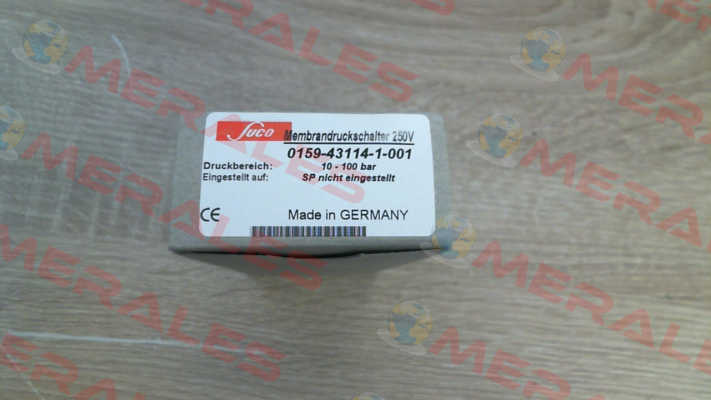 Suco Membrandruckschalter 250V
0159-43114-1-001
Druckbereich: 10 - 100 bar
Eingestellt auf: SP nicht eingestellt
CE Made in GERMANY
MERALES
MERALES
MERALES
MERALES
MERALES
MERALES